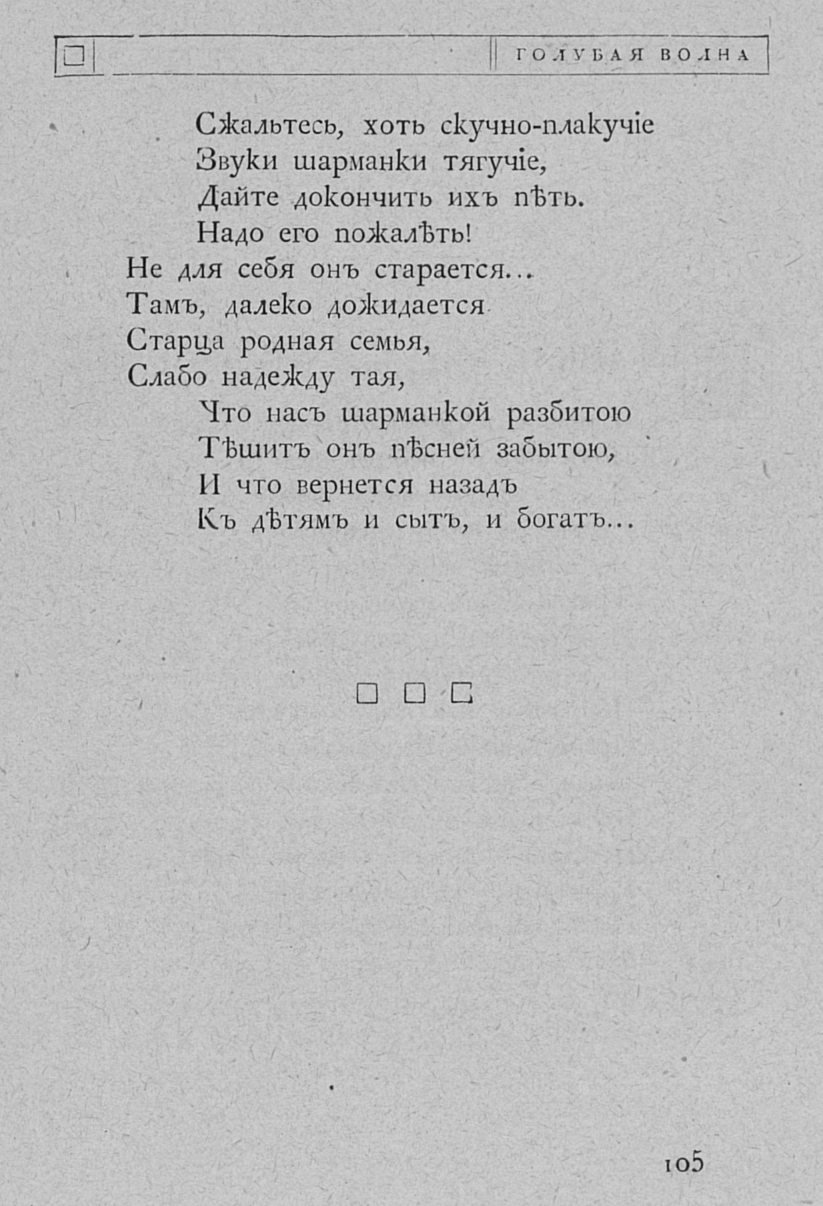 ГОЛУБАЯ ВОЛНА
Сжальтесь, хоть скучно-плакучіе
Звуки шарманки тягучіе,
Дайте докончить ихъ пѣть.
Надо его пожалѣть!
Не для себя онъ старается...
Тамъ, далеко дожидается
Старца родная семья,
Слабо надежду тая,
Что насъ шарманкой разбитою
Тѣшитъ онъ пѣсней забытою,
И что вернется назадъ
Къ дѣтямъ и сытъ, и богатъ...
105